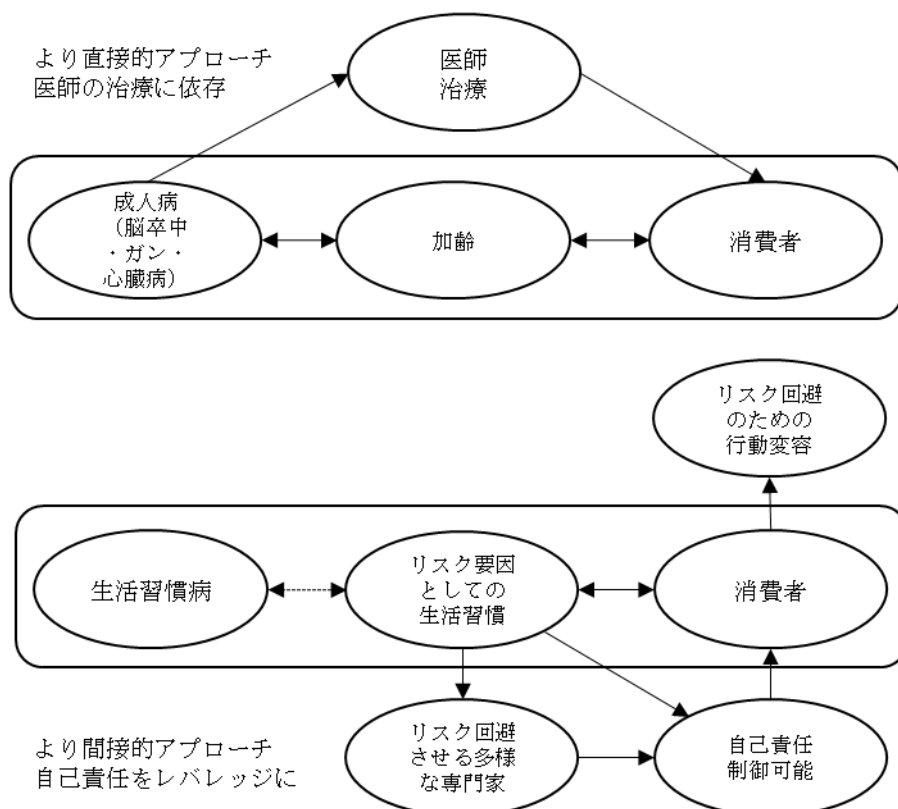 より直接的アプローチ
医師の治療に依存
医師
治療
成人病
（脳卒中
・ガン・
心臓病）
加齢
消費者
リスク回避
のための
行動変容
生活習慣病
リスク要因
としての
生活習慣
消費者
より間接的アプローチ
自己責任をレバレッジに
リスク回避
させる多様
な専門家
自己責任
制御可能